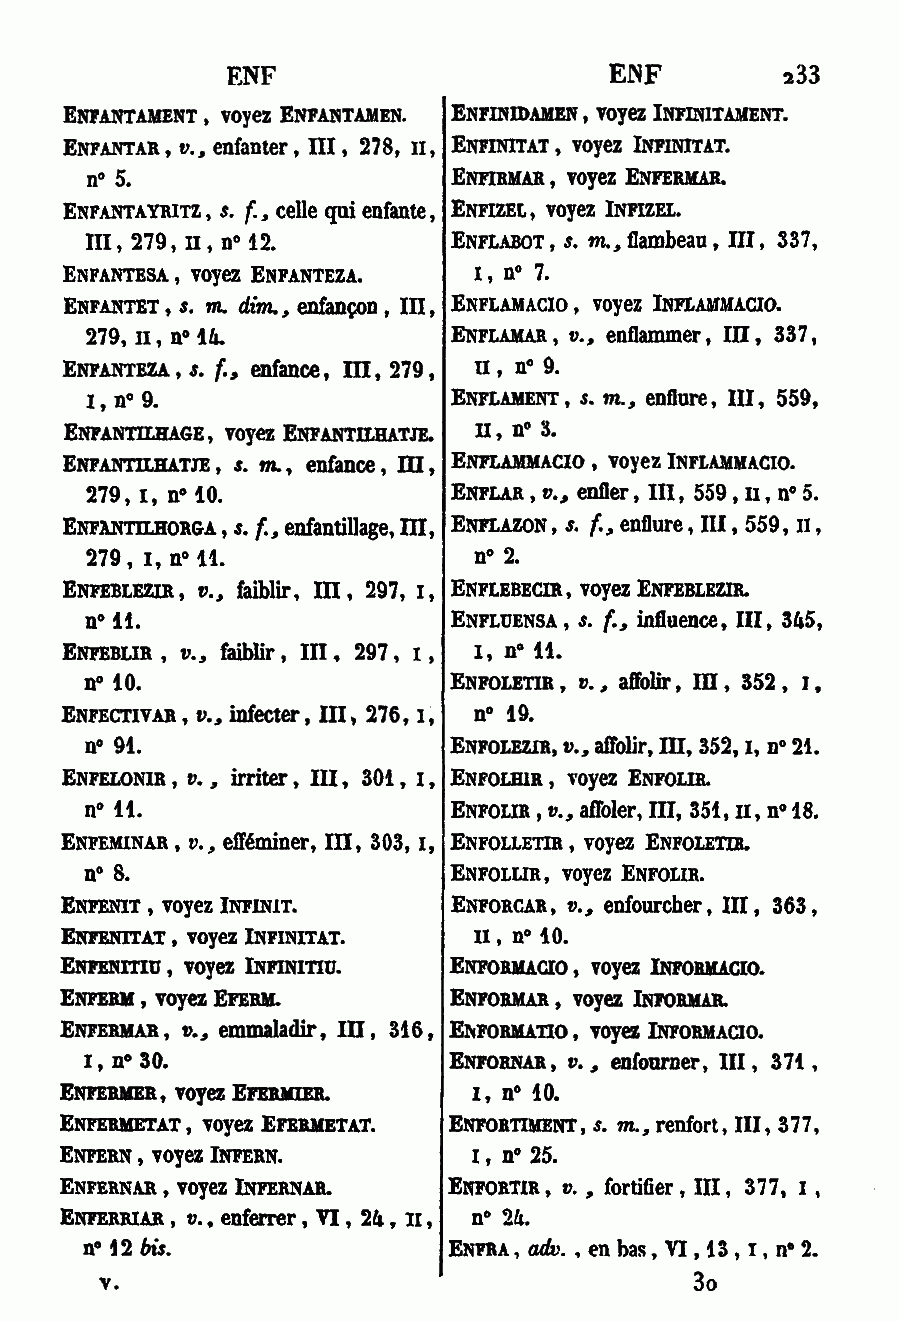 ENF
ENF 233
ENFANTAMENT, voyez ENFANTAMEN.
ENFANTAR, v., enfanter, III, 278, II,
n° 5.
ENFANTAYRITZ, s. f., celle qui enfante,
III, 279, II, n° 12.
ENFANTESA, voyez ENFANTEZA.
ENFANTET, s. m. dim., enfançon, III,
279, II, n° 14.
ENFANTEZA, s. f., enfance, III, 279,
I, n° 9.
ENFANTILHAGE, voyez ENFANTILHATJE.
ENFANTILHATJE, s. m., enfance, III,
279, I, n° 10.
ENFANTILHORGA, s. f., enfantillage, III,
279, I, n° 11.
ENFEBLEZIR, v., faiblir, III, 297, I,
n° 11.
ENFEBLIR, v., faiblir, III, 297, I,
n° 10.
ENFECTIVAR, v., infecter, III, 276, I,
n° 91.
ENFELONIR, v., irriter, III, 301, I,
n° 11.
ENFEMINAR, v., efféminer, III, 303, I,
n° 8.
ENFENIT, voyez INFINIT.
ENFENITAT, voyez INFINITAT.
ENFENITIU, voyez INFINITIU.
ENFERM, voyez EFERM.
ENFERMAR, v., emmaladir, III, 316,
I, n° 30.
ENFERMER, voyez EFERMIER.
ENFERMETAT, voyez EFERMETAT.
ENFERN, voyez INFERN.
ENFERNAR, voyez INFERNAR.
ENFERRIAR, v., enferrer, VI, 24, II,
n° 12 bis.
V.
ENFINIDAMEN, voyez INFINITAMENT.
ENFINITAT, voyez INFINITAT.
ENFIRMAR, voyez ENFERMAR.
ENFIZEL, voyez INFIZEL.
ENFLABOT, s. m., flambeau, III, 337,
I, n° 7.
ENFLAMACIO, voyez INFLAMMACIO.
ENFLAMAR, v., enflammer, III, 337,
II, n° 9.
ENFLAMENT, s. m., enflure, III, 559,
II, n° 3.
ENFLAMMACIO, voyez INFLAMMACIO.
ENFLAR, v., enfler, III, 559, II, n° 5.
ENFLAZON, s. f., enflure, III, 559, II,
n° 2.
ENFLEBECIR, voyez ENFEBLEZIR.
ENFLUENSA, s. f., influence, III, 345,
I, n° 11.
ENFOLETIR, v., affolir, III, 352, I,
n° 19.
ENFOLEZIR, v., affolir, III, 352, I, n° 21.
ENFOLHIR, voyez ENFOLIR.
ENFOLIR, v., affoler, III, 351, II, n° 18.
ENFOLLETIR, voyez ENFOLETIR.
ENFOLLIR, voyez ENFOLIR.
ENFORCAR, v., enfourcher, III, 363,
II, n° 10.
ENFORMACIO, voyez INFORMACIO.
ENFORMAR, voyez INFORMAR.
ENFORMATIO, voyez INFORMACIO.
ENFORNAR, v., enfourner, III, 371,
I, n° 10.
ENFORTIMENT, s. m., renfort, III, 377,
I, n° 25.
ENFORTIR, v., fortifier, III, 377, I,
n° 24.
ENFRA, adv., en bas, VI, 13, I, n° 2.
30